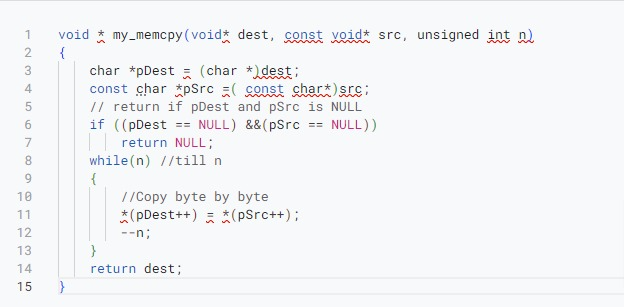 1 void * my_memcpy(void* dest, const void* src, unsigned int n)
2 {
3 char *pDest = (char *)dest;
4 const char *pSrc =( const char*)src;
5 // return if pDest and pSrc is NULL
6 if ((pDest == NULL) &&(pSrc == NULL))
7 return NULL;
8 while(n) //till n
9 {
10 //Copy byte by byte
11 *(pDest++) = *(pSrc++);
12 --n;
13 }
14 return dest;
15 }